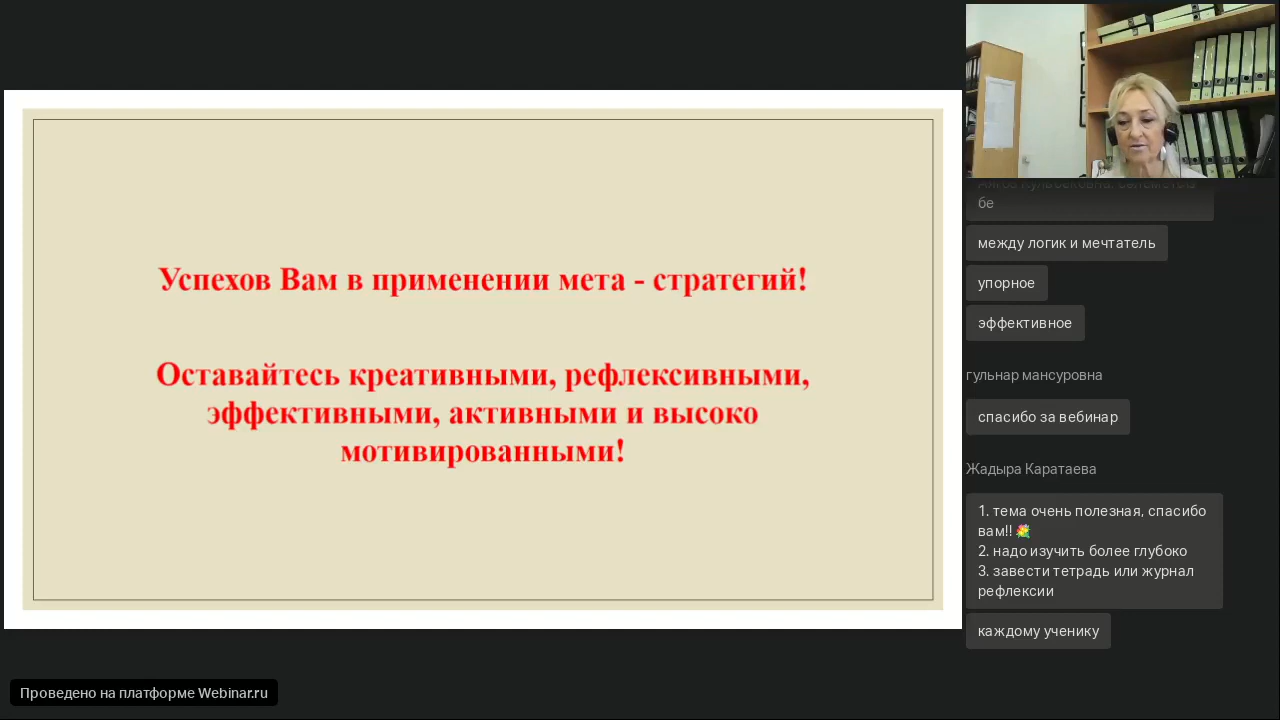 Успехов Вам в применении мета - стратегий!
Оставайтесь креативными, рефлексивными,
эффективными, активными и высоко
мотивированными!
бе
между логик и мечтатель
упорное
эффективное
гульнар мансуровна
спасибо за вебинар
Жадыра Каратаева
1. тема очень полезная, спасибо
вам!! 💐
2. надо изучить более глубоко
3. завести тетрадь или журнал
рефлексии
каждому ученику
Проведено на платформе Webinar.ru